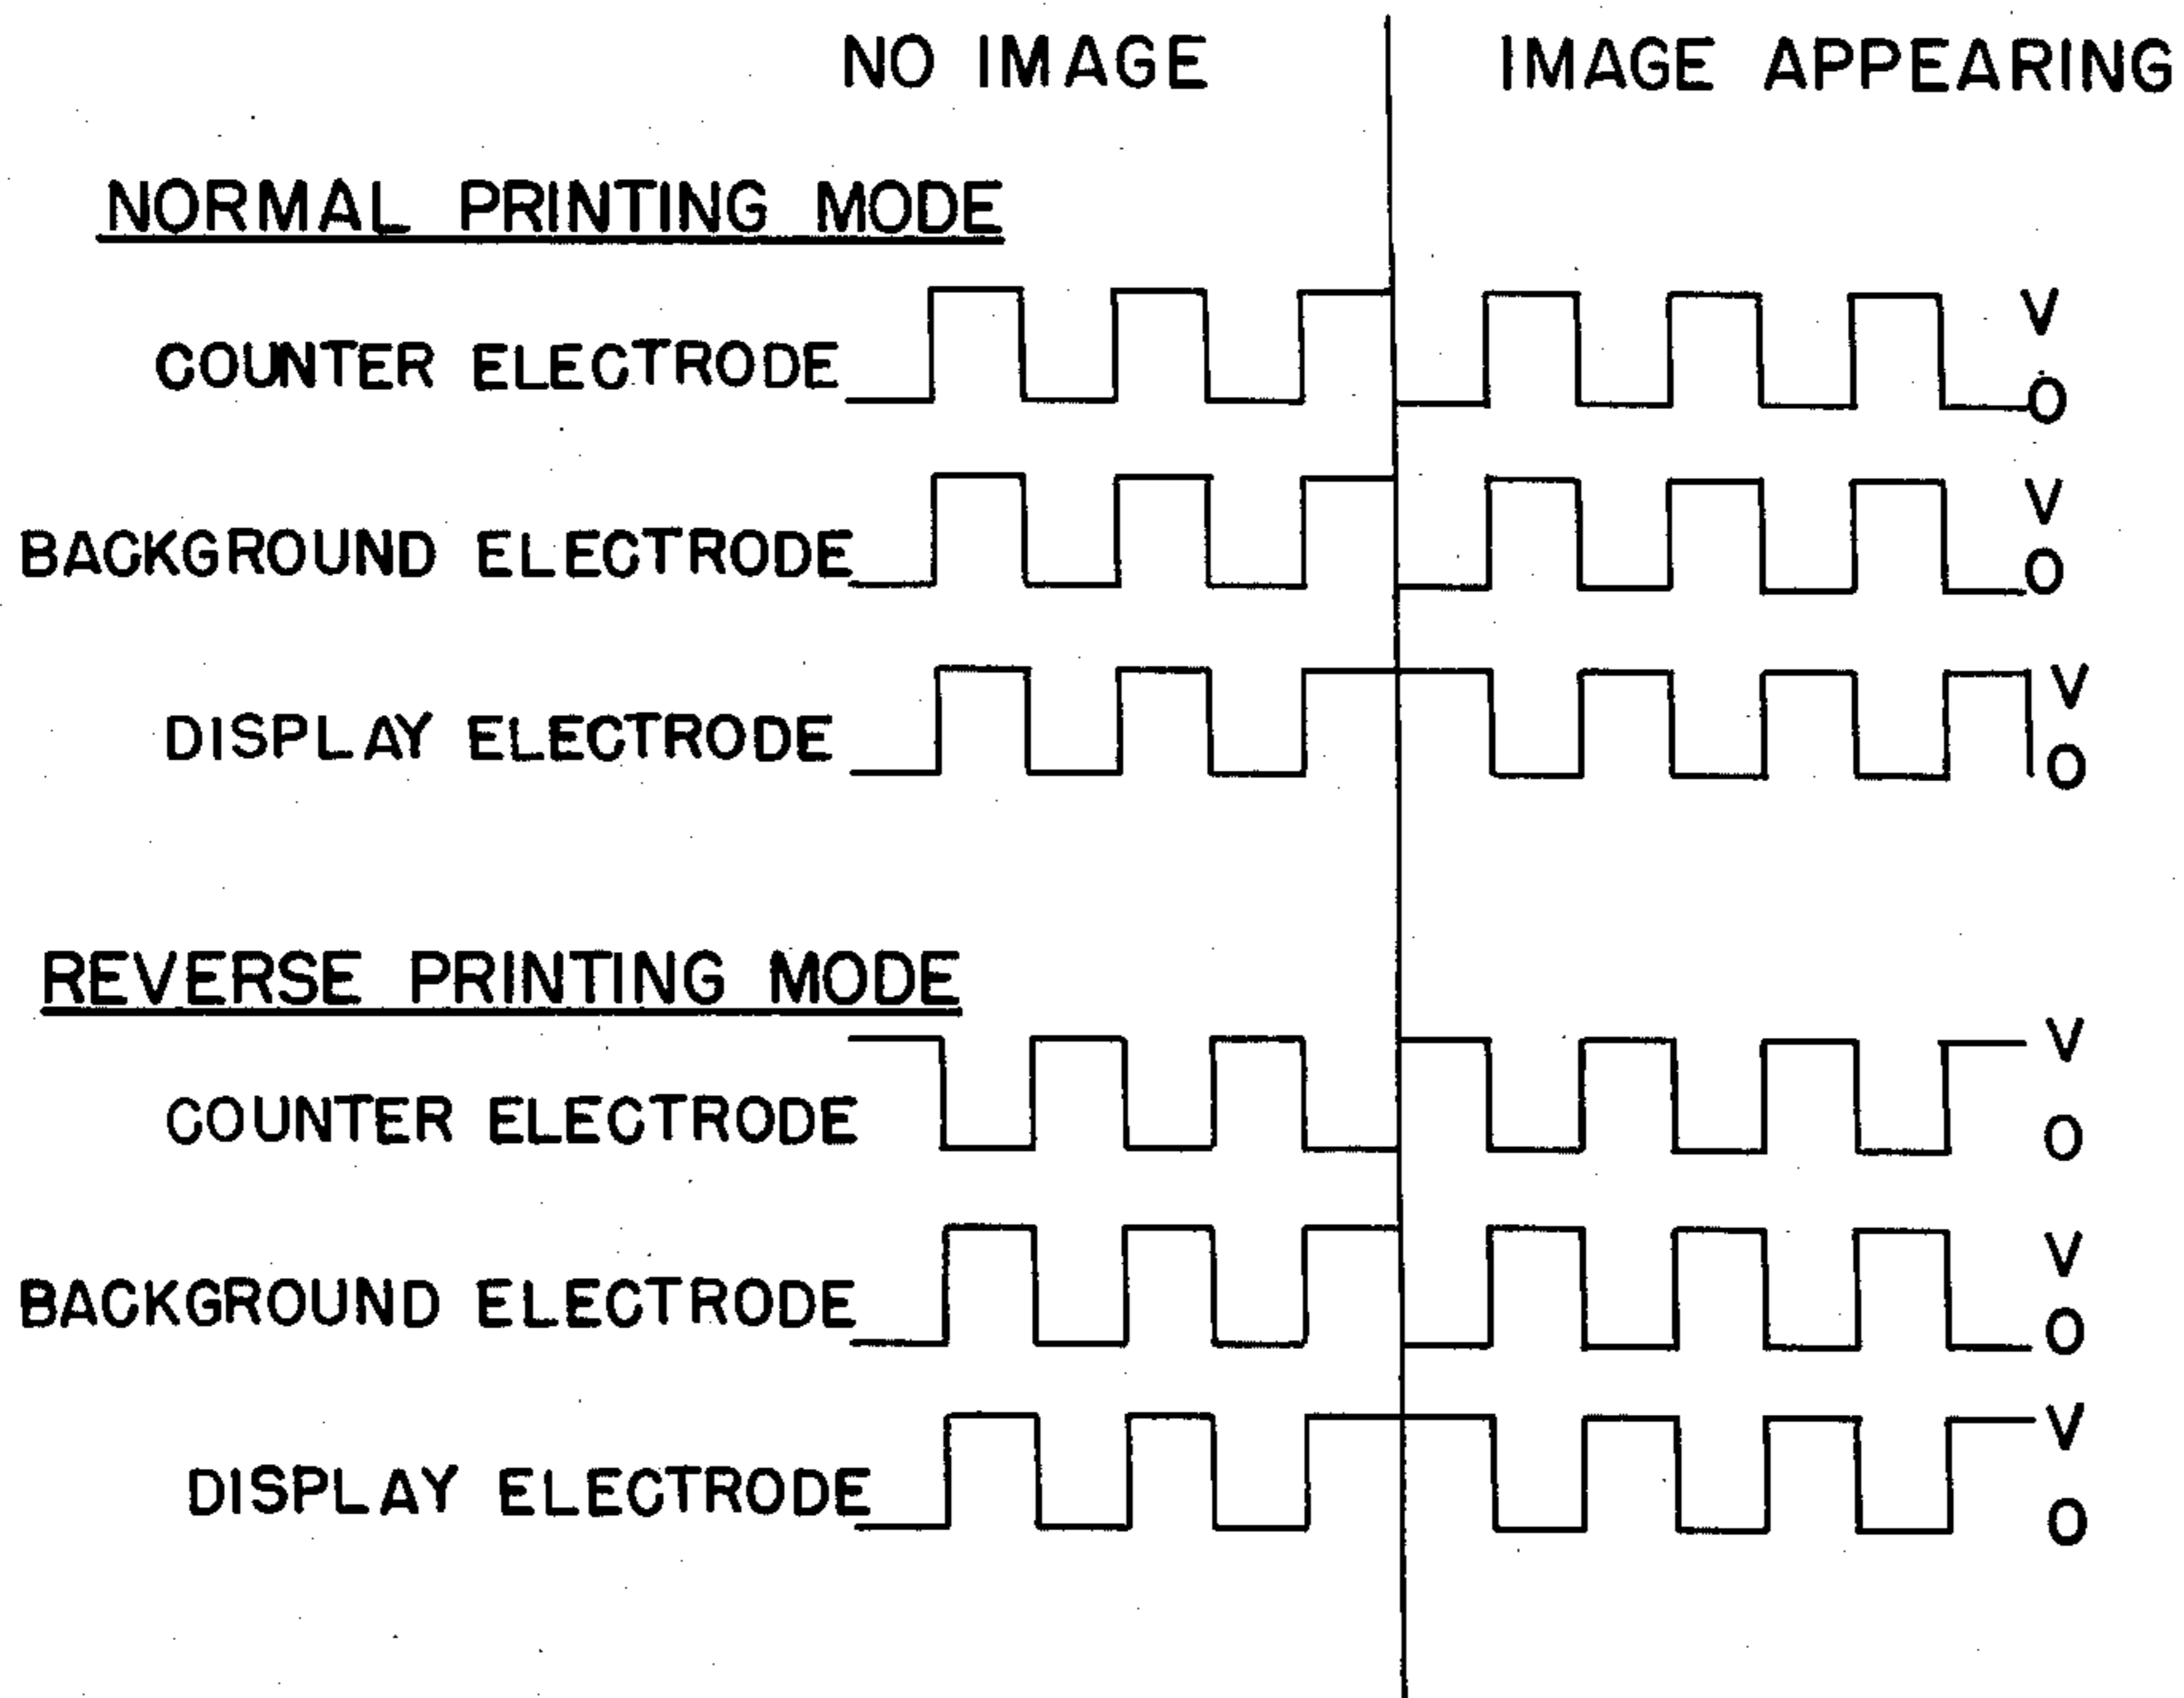 NO IMAGE IMAGE APPEARING
NORMAL PRINTING MODE
V
COUNTER ELECTRODE
O
V
BACKGROUND ELECTRODE
O
V
DISPLAY ELECTRODE
O
REVERSE PRINTING MODE
V
COUNTER ELECTRODE
O
V
BACKGROUND ELECTRODE
O
V
DISPLAY ELECTRODE
O